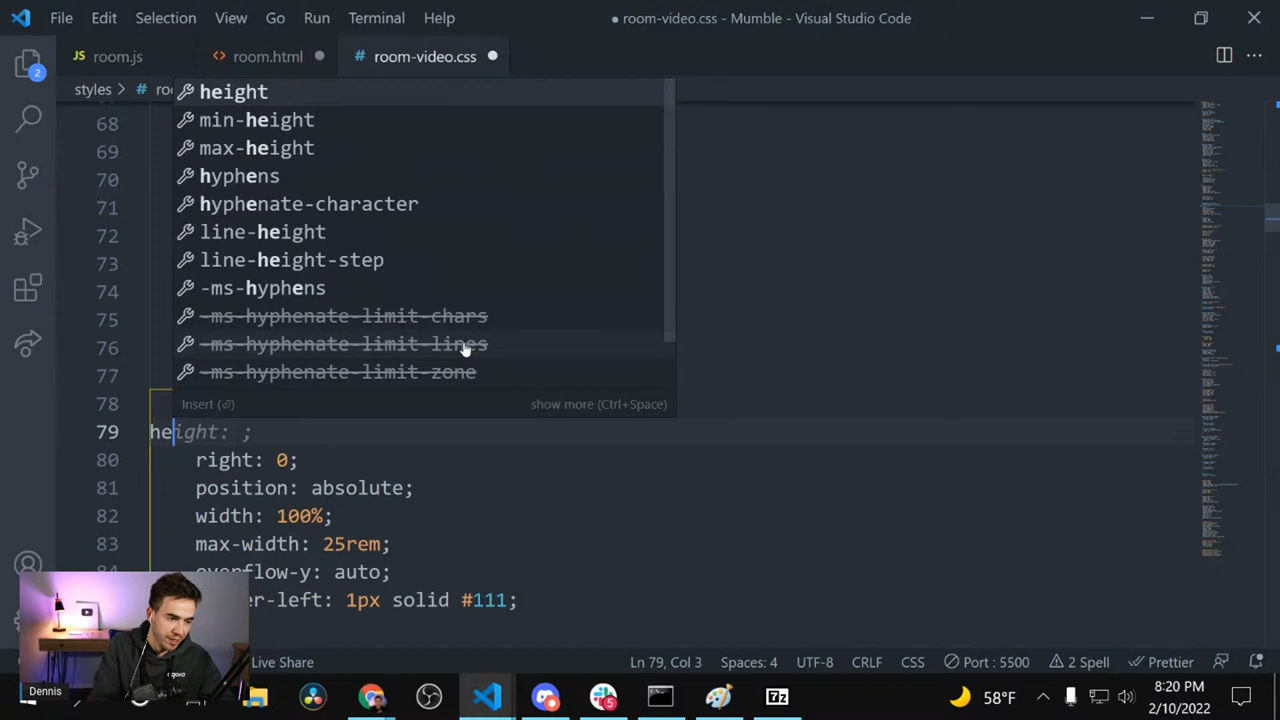 File Edit Selection View Go Run Terminal Help
● room-video.css - Mumble - Visual Studio Code
JS room.js <> room.html ● # room-video.css ●
styles > #
height
min-height
max-height
hyphens
hyphenate-character
line-height
line-height-step
-ms-hyphens
-ms-hyphenate-limit-chars
-ms-hyphenate-limit-lines
-ms-hyphenate-limit-zone
Insert (⏎) show more (Ctrl+Space)
2
68
69
70
71
72
73
74
75
76
77
78
79 height: ;
80 right: 0;
81 position: absolute;
82 width: 100%;
83 max-width: 25rem;
overflow-y: auto;
er-left: 1px solid #111;
Dennis
Live Share Ln 79, Col 3 Spaces: 4 UTF-8 CRLF CSS Port : 5500 2 Spell Prettier
5 7z 58°F
8:20 PM
2/10/2022